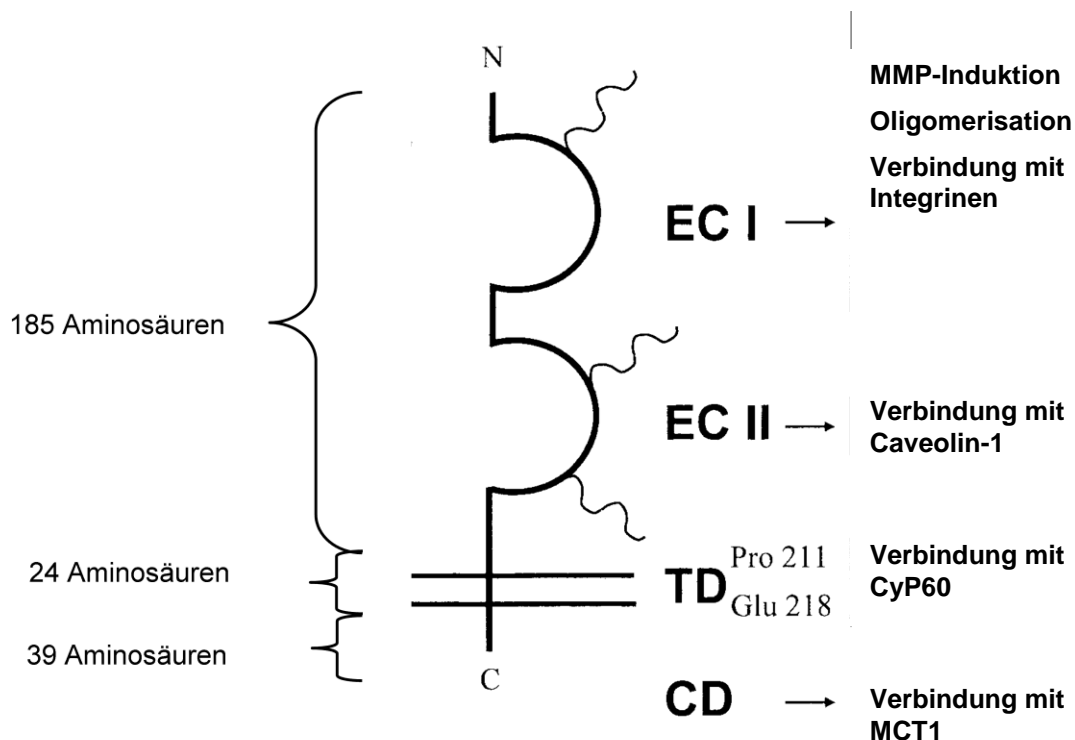 N
MMP-Induktion
Oligomerisation
Verbindung mit
Integrinen
EC I
185 Aminosäuren
EC II
Verbindung mit
Caveolin-1
24 Aminosäuren
TD Pro 211
Glu 218
Verbindung mit
CyP60
39 Aminosäuren
C
CD
Verbindung mit
MCT1